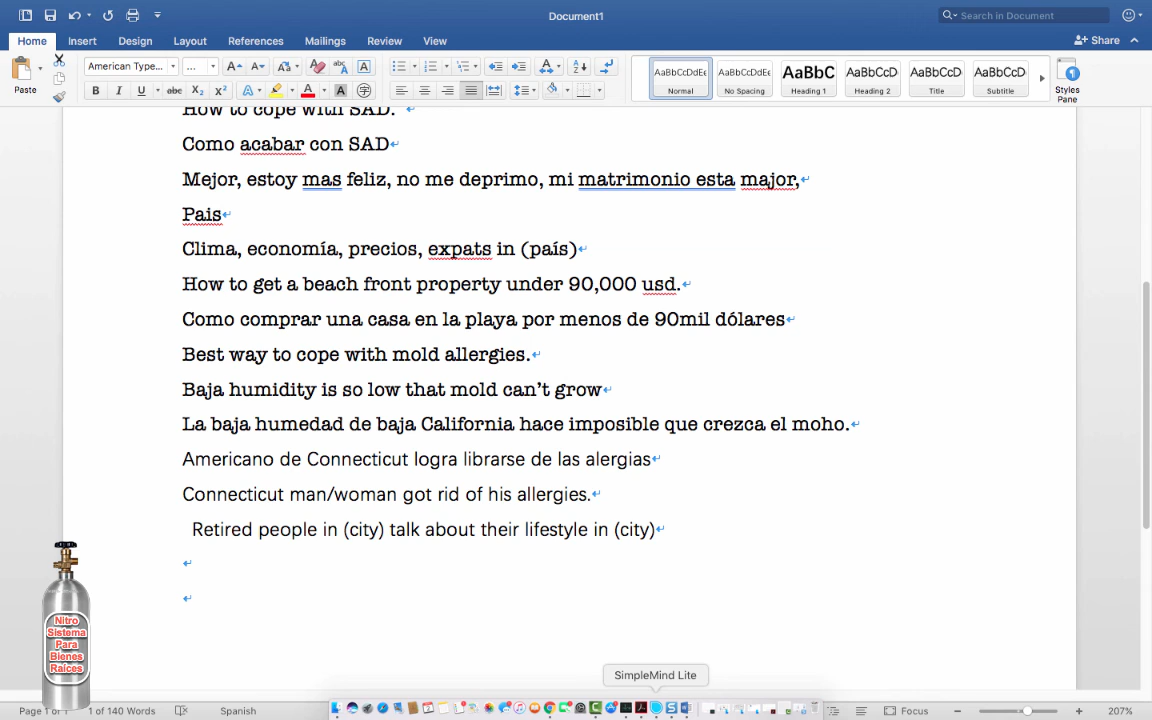 Document1
Search in Document
Home Insert Design Layout References Mailings Review View
Share
Paste
American Type...
...
AaBbCcDdEe
AaBbCcDdEe
AaBbC
AaBbCcD
AaBbCcD
AaBbCcD
Normal
No Spacing
Heading 1
Heading 2
Title
Subtitle
Styles
Pane
How to cope with SAD.
Como acabar con SAD
Mejor, estoy mas feliz, no me deprimo, mi matrimonio esta major,
Pais
Clima, economía, precios, expats in (país)
How to get a beach front property under 90,000 usd.
Como comprar una casa en la playa por menos de 90mil dólares
Best way to cope with mold allergies.
Baja humidity is so low that mold can’t grow
La baja humedad de baja California hace imposible que crezca el moho.
Americano de Connecticut logra librarse de las alergias
Connecticut man/woman got rid of his allergies.
Retired people in (city) talk about their lifestyle in (city)
Nitro
Sistema
Para
Bienes
Raíces
SimpleMind Lite
Page 1 of 1
1 of 140 Words
Spanish
Focus
207%